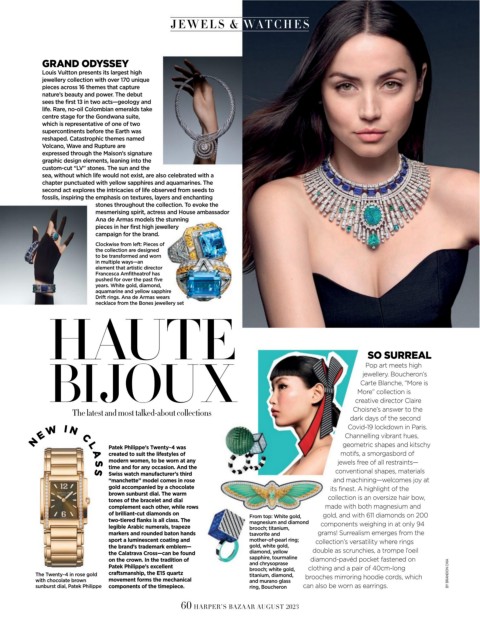 JEWELS & WATCHES
GRAND ODYSSEY
Louis Vuitton presents its largest high
jewellery collection with over 170 unique
pieces across 16 themes that capture
nature's beauty and power. The debut
sees the first 13 in two acts—geology and
life. Rare, no-oil Colombian emeralds take
centre stage for the Gondwana suite,
which is representative of one of two
supercontinents before the Earth was
reshaped. Catastrophic themes named
Volcano, Wave and Rupture are
expressed through the Maison's signature
graphic design elements, leaning into the
custom-cut "LV" stones. The sun and the
sea, without which life would not exist, are also celebrated with a
chapter punctuated with yellow sapphires and aquamarines. The
second act explores the intricacies of life observed from seeds to
fossils, inspiring the emphasis on textures, layers and enchanting
stones throughout the collection. To evoke the
mesmerising spirit, actress and House ambassador
Ana de Armas models the stunning
pieces in her first high jewellery
campaign for the brand.
Clockwise from left: Pieces of
the collection are designed
to be transformed and worn
in multiple ways—an
element that artistic director
Francesca Amfitheatrof has
pushed for over the past five
years. White gold, diamond,
aquamarine and yellow sapphire
Drift rings. Ana de Armas wears
necklace from the Bones jewellery set
HAUTE
BIJOUX
The latest and most talked-about collections
NEW IN CLASS
Patek Philippe's Twenty~4 was
created to suit the lifestyles of
modern women, to be worn at any
time and for any occasion. And the
Swiss watch manufacturer's third
"manchette" model comes in rose
gold accompanied by a chocolate
brown sunburst dial. The warm
tones of the bracelet and dial
complement each other, while rows
of brilliant-cut diamonds on
two-tiered flanks is all class. The
legible Arabic numerals, trapeze
markers and rounded baton hands
sport a luminescent coating and
the brand's trademark emblem—
the Calatrava Cross—can be found
on the crown. In the tradition of
Patek Philippe's excellent
craftsmanship, the E15 quartz
movement forms the mechanical
components of the timepiece.
The Twenty~4 in rose gold
with chocolate brown
sunburst dial, Patek Philippe
From top: White gold,
magnesium and diamond
brooch; titanium,
tsavorite and
mother-of-pearl ring;
gold, white gold,
diamond, yellow
sapphire, tourmaline
and chrysoprase
brooch; white gold,
titanium, diamond,
and murano glass
ring, Boucheron
SO SURREAL
Pop art meets high
jewellery. Boucheron's
Carte Blanche, "More is
More" collection is
creative director Claire
Choisne's answer to the
dark days of the second
Covid-19 lockdown in Paris.
Channelling vibrant hues,
geometric shapes and kitschy
motifs, a smorgasbord of
jewels free of all restraints—
conventional shapes, materials
and machining—welcomes joy at
its finest. A highlight of the
collection is an oversize hair bow,
made with both magnesium and
gold, and with 611 diamonds on 200
components weighing in at only 94
grams! Surrealism emerges from the
collection's versatility where rings
double as scrunchies, a trompe l'oeil
diamond-pavéd pocket fastened on
clothing and a pair of 40cm-long
brooches mirroring hoodie cords, which
can also be worn as earrings.
60 HARPER'S BAZAAR AUGUST 2023